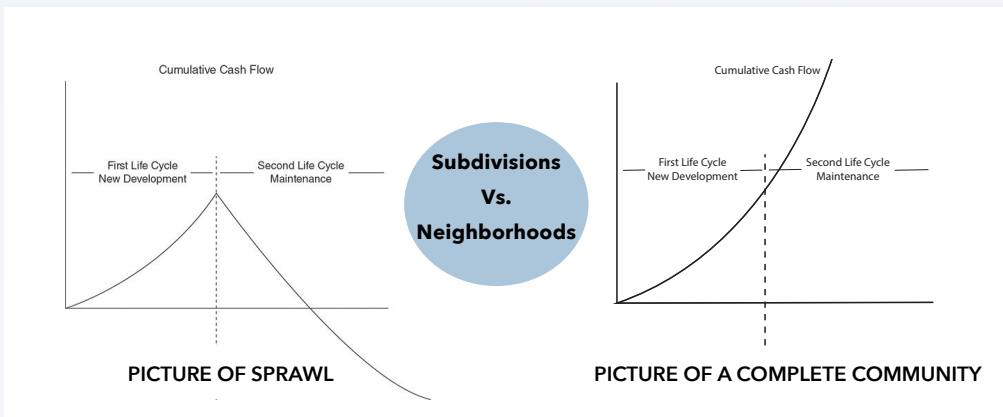 Cumulative Cash Flow
First Life Cycle
New Development
Second Life Cycle
Maintenance
PICTURE OF SPRAWL
Subdivisions
Vs.
Neighborhoods
Cumulative Cash Flow
First Life Cycle
New Development
Second Life Cycle
Maintenance
PICTURE OF A COMPLETE COMMUNITY